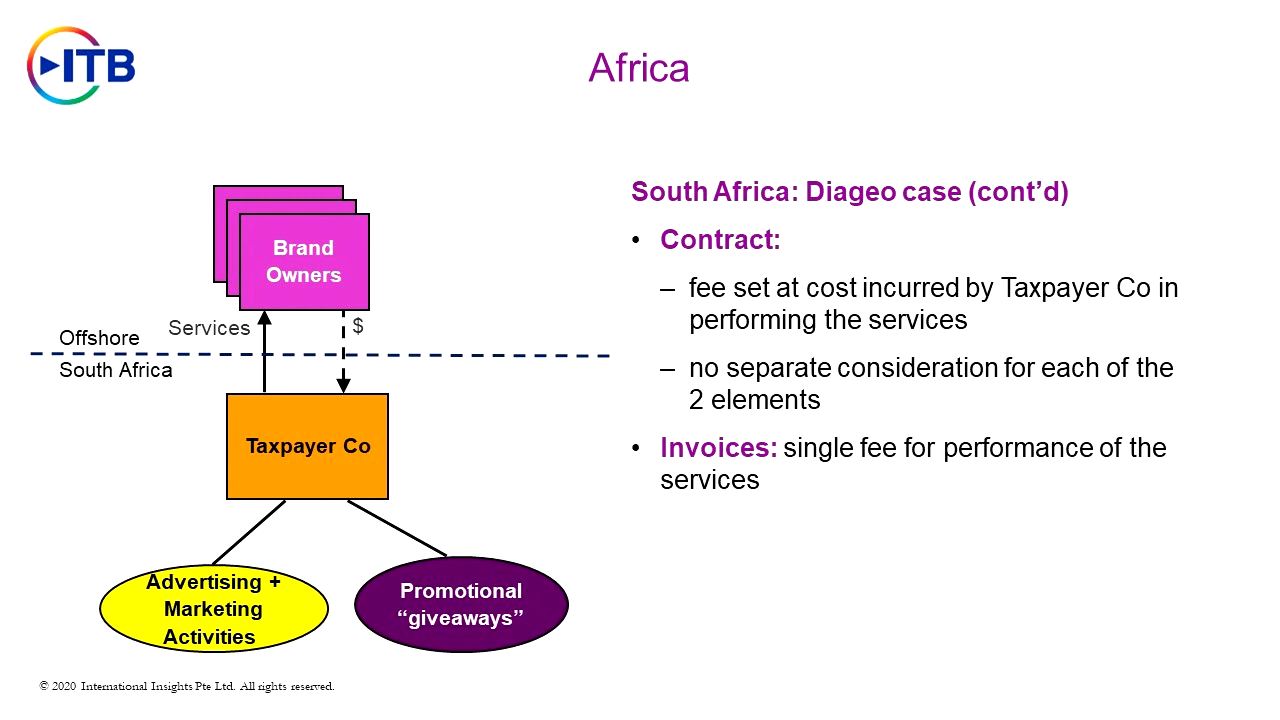 ITB
Africa
Brand
Owners
Services
$
Offshore
South Africa
Taxpayer Co
Advertising +
Marketing
Activities
Promotional
“giveaways”
South Africa: Diageo case (cont’d)
• Contract:
– fee set at cost incurred by Taxpayer Co in
performing the services
– no separate consideration for each of the
2 elements
• Invoices: single fee for performance of the
services
© 2020 International Insights Pte Ltd. All rights reserved.